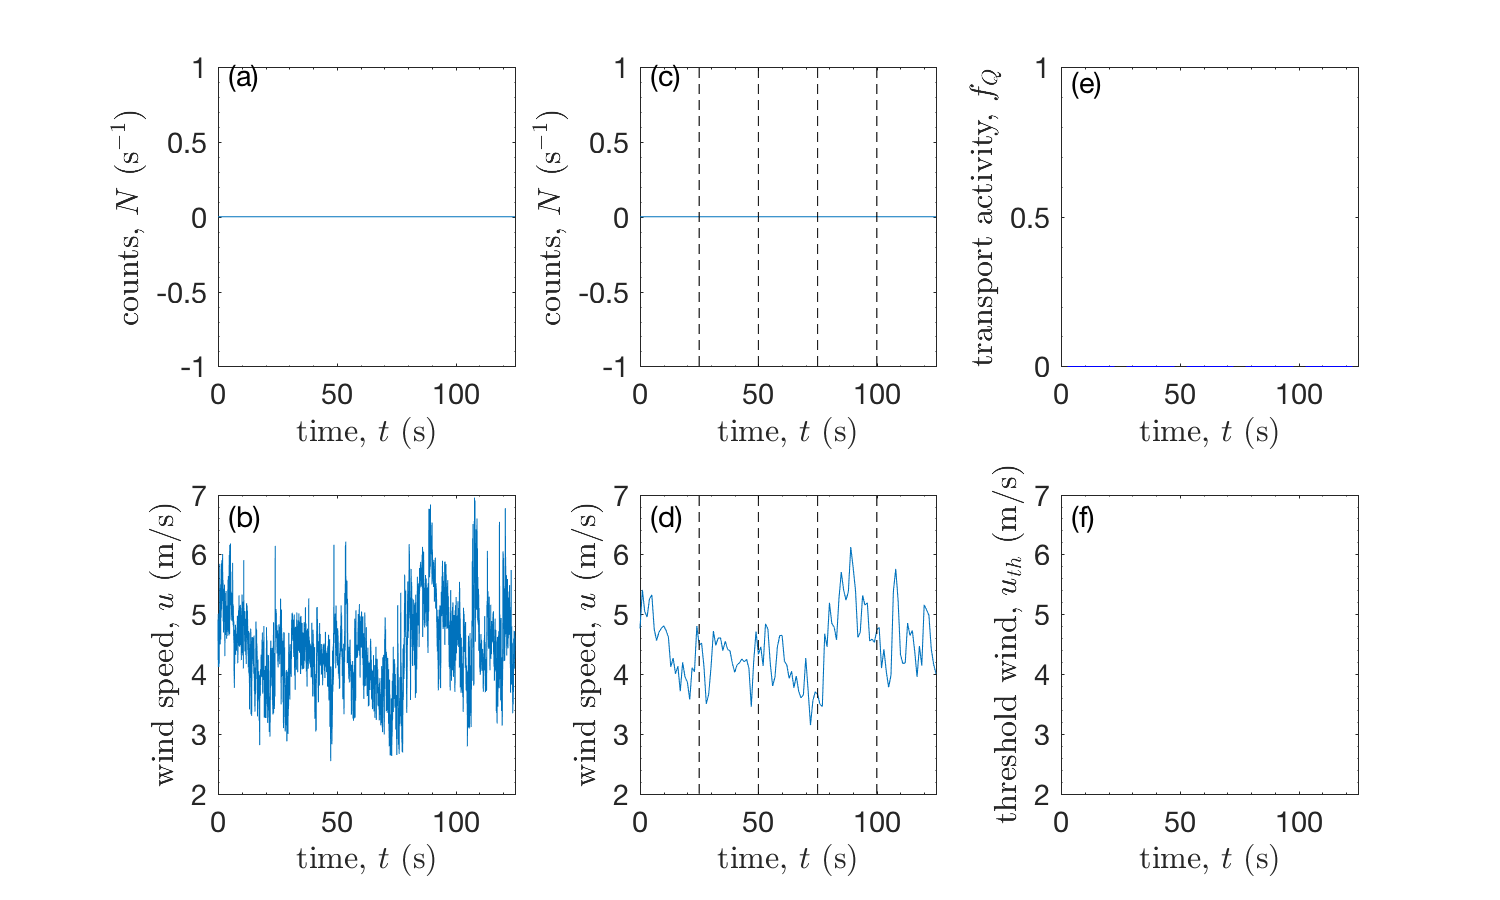 (a)
counts, N (s⁻¹)
1
0.5
0
-0.5
-1
0 50 100
time, t (s)
(c)
counts, N (s⁻¹)
1
0.5
0
-0.5
-1
0 50 100
time, t (s)
(e)
transport activity, f_Q
1
0.5
0
0 50 100
time, t (s)
(b)
wind speed, u (m/s)
7
6
5
4
3
2
0 50 100
time, t (s)
(d)
wind speed, u (m/s)
7
6
5
4
3
2
0 50 100
time, t (s)
(f)
threshold wind, u_th (m/s)
7
6
5
4
3
2
0 50 100
time, t (s)